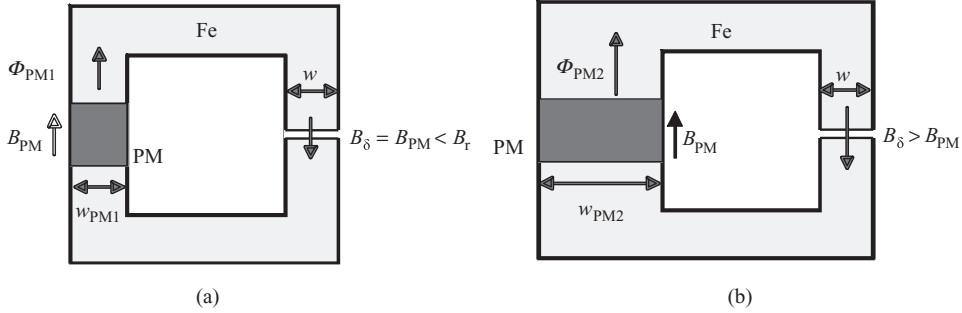 Fe
Φ_PM1
w
B_PM
PM
B_δ = B_PM < B_r
w_PM1
(a)
Fe
Φ_PM2
w
PM
B_PM
B_δ > B_PM
w_PM2
(b)